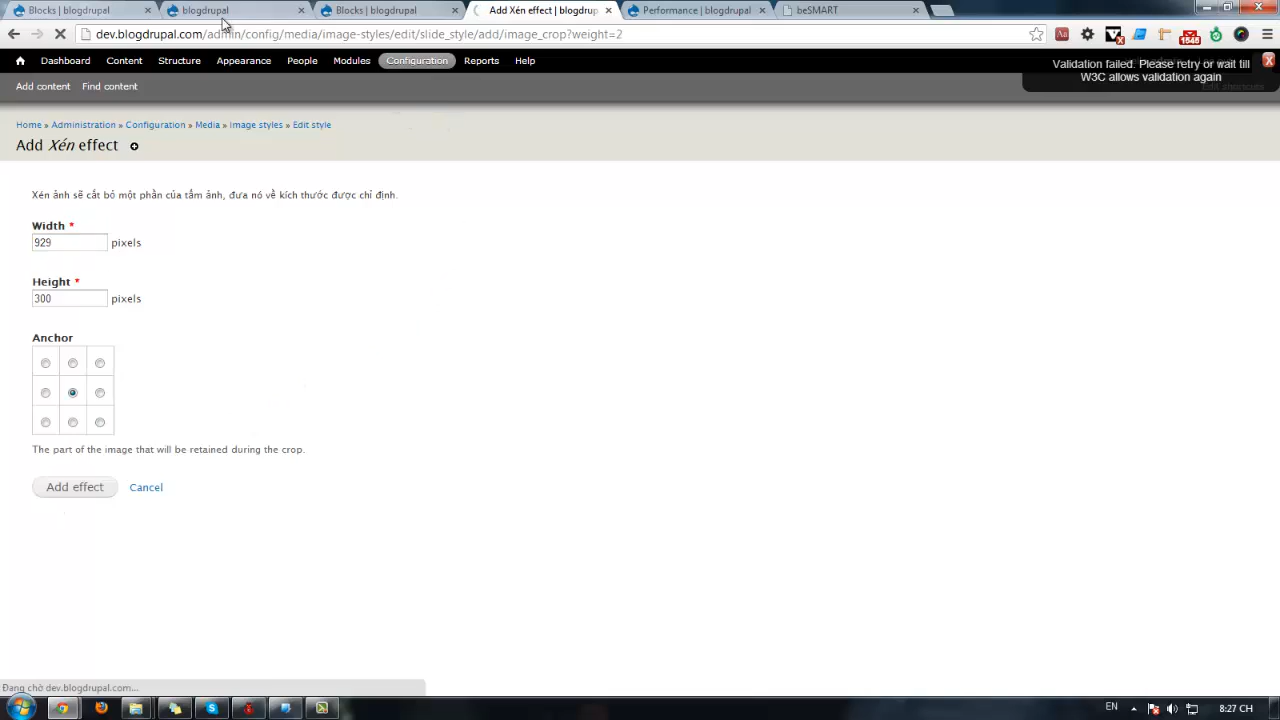 Blocks | blogdrupal
blogdrupal
Blocks | blogdrupal
Add Xén effect | blogdrup
Performance | blogdrupal
beSMART
dev.blogdrupal.com/admin/config/media/image-styles/edit/slide_style/add/image_crop?weight=2
1545
Dashboard Content Structure Appearance People Modules Configuration Reports Help
Validation failed. Please retry or wait till
W3C allows validation again
Add content Find content
Edit shortcuts
Home » Administration » Configuration » Media » Image styles » Edit style
Add Xén effect
Xén ảnh sẽ cắt bỏ một phần của tấm ảnh, đưa nó về kích thước được chỉ định.
Width *
929 pixels
Height *
300 pixels
Anchor
The part of the image that will be retained during the crop.
Add effect Cancel
Đang chờ dev.blogdrupal.com...
EN
8:27 CH